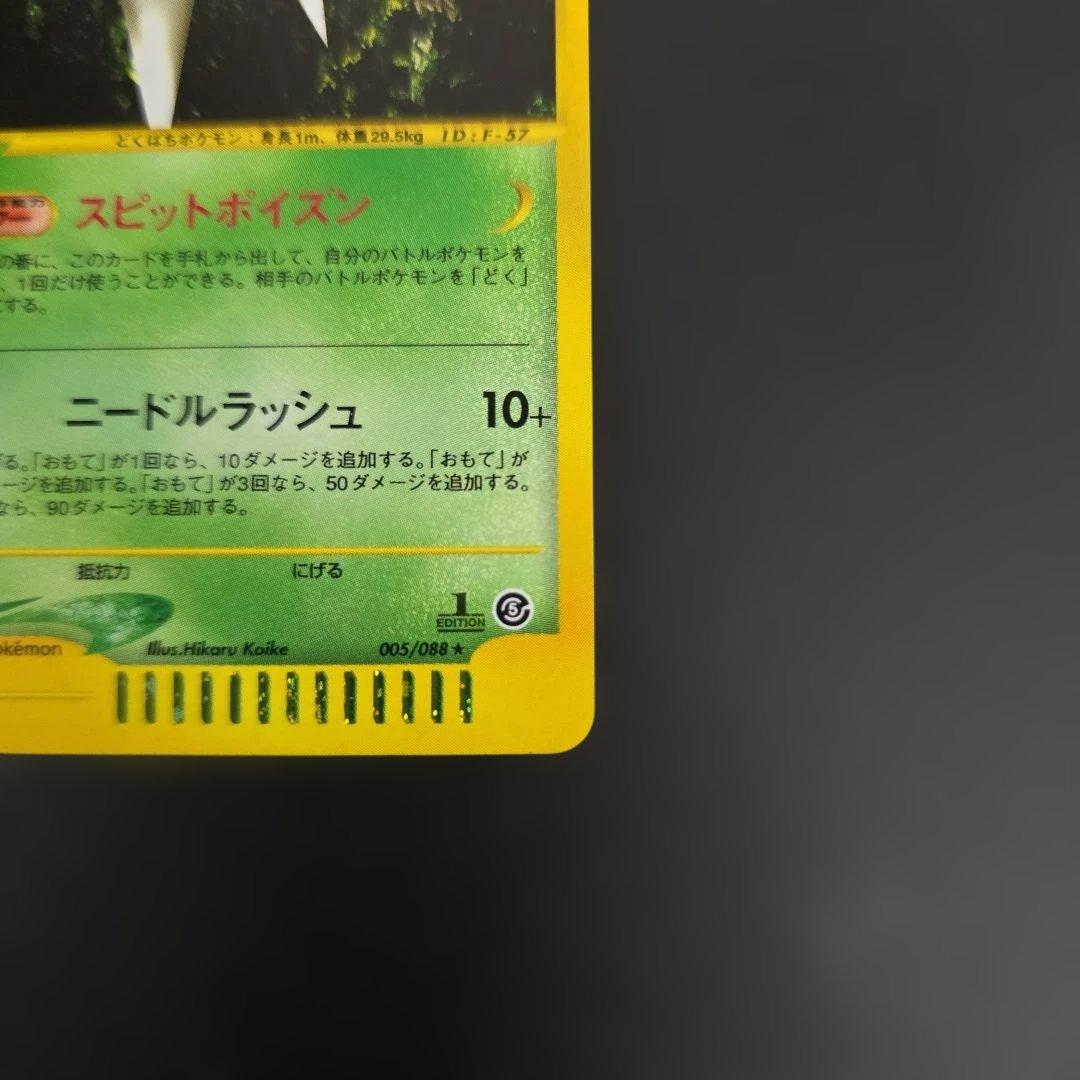 どくばちポケモン：身長1m、体重29.5kg ID:F-57
スピットポイズン
の番に、このカードを手札から出して、自分のバトルポケモンを
、1回だけ使うことができる。相手のバトルポケモンを「どく」
にする。
ニードルラッシュ 10+
る。「おもて」が1回なら、10ダメージを追加する。「おもて」が
ージを追加する。「おもて」が3回なら、50ダメージを追加する。
なら、90ダメージを追加する。
抵抗力 にげる
1 EDITION 5
okémon Illus.Hikaru Koike 005/088★